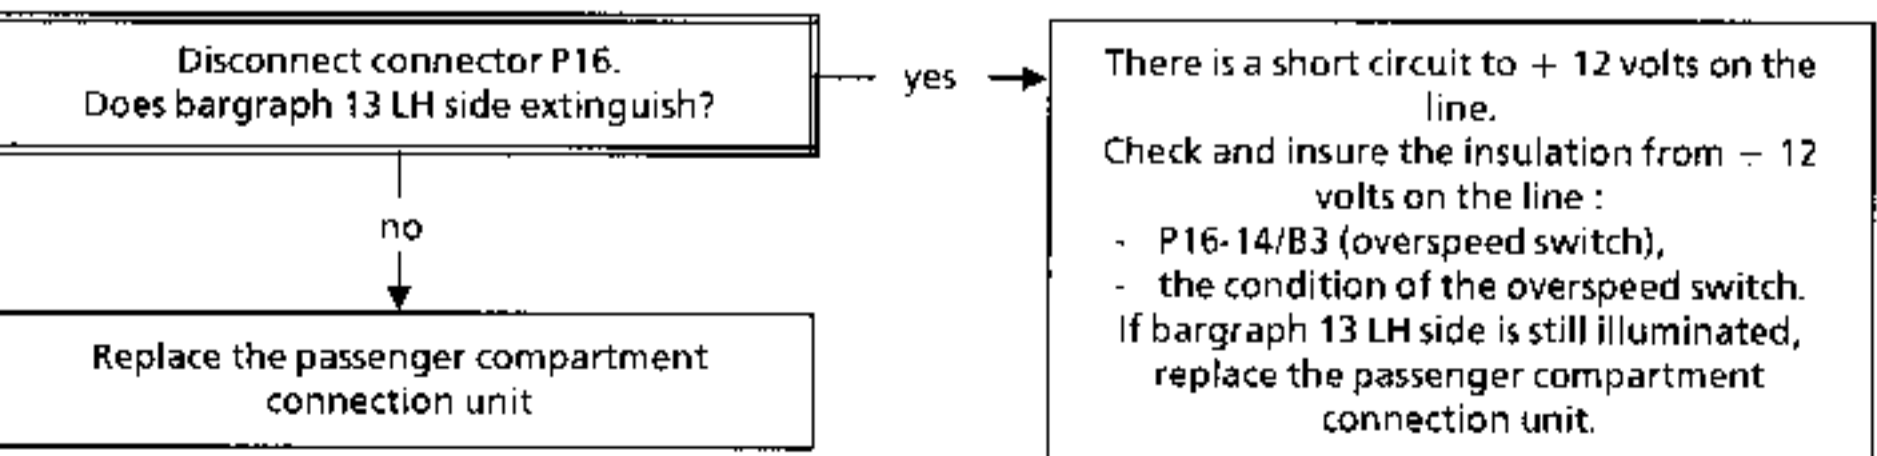 Disconnect connector P16.
Does bargraph 13 LH side extinguish?
yes
There is a short circuit to + 12 volts on the
line.
Check and insure the insulation from − 12
volts on the line :
- P16-14/B3 (overspeed switch),
- the condition of the overspeed switch.
If bargraph 13 LH side is still illuminated,
replace the passenger compartment
connection unit.
no
Replace the passenger compartment
connection unit